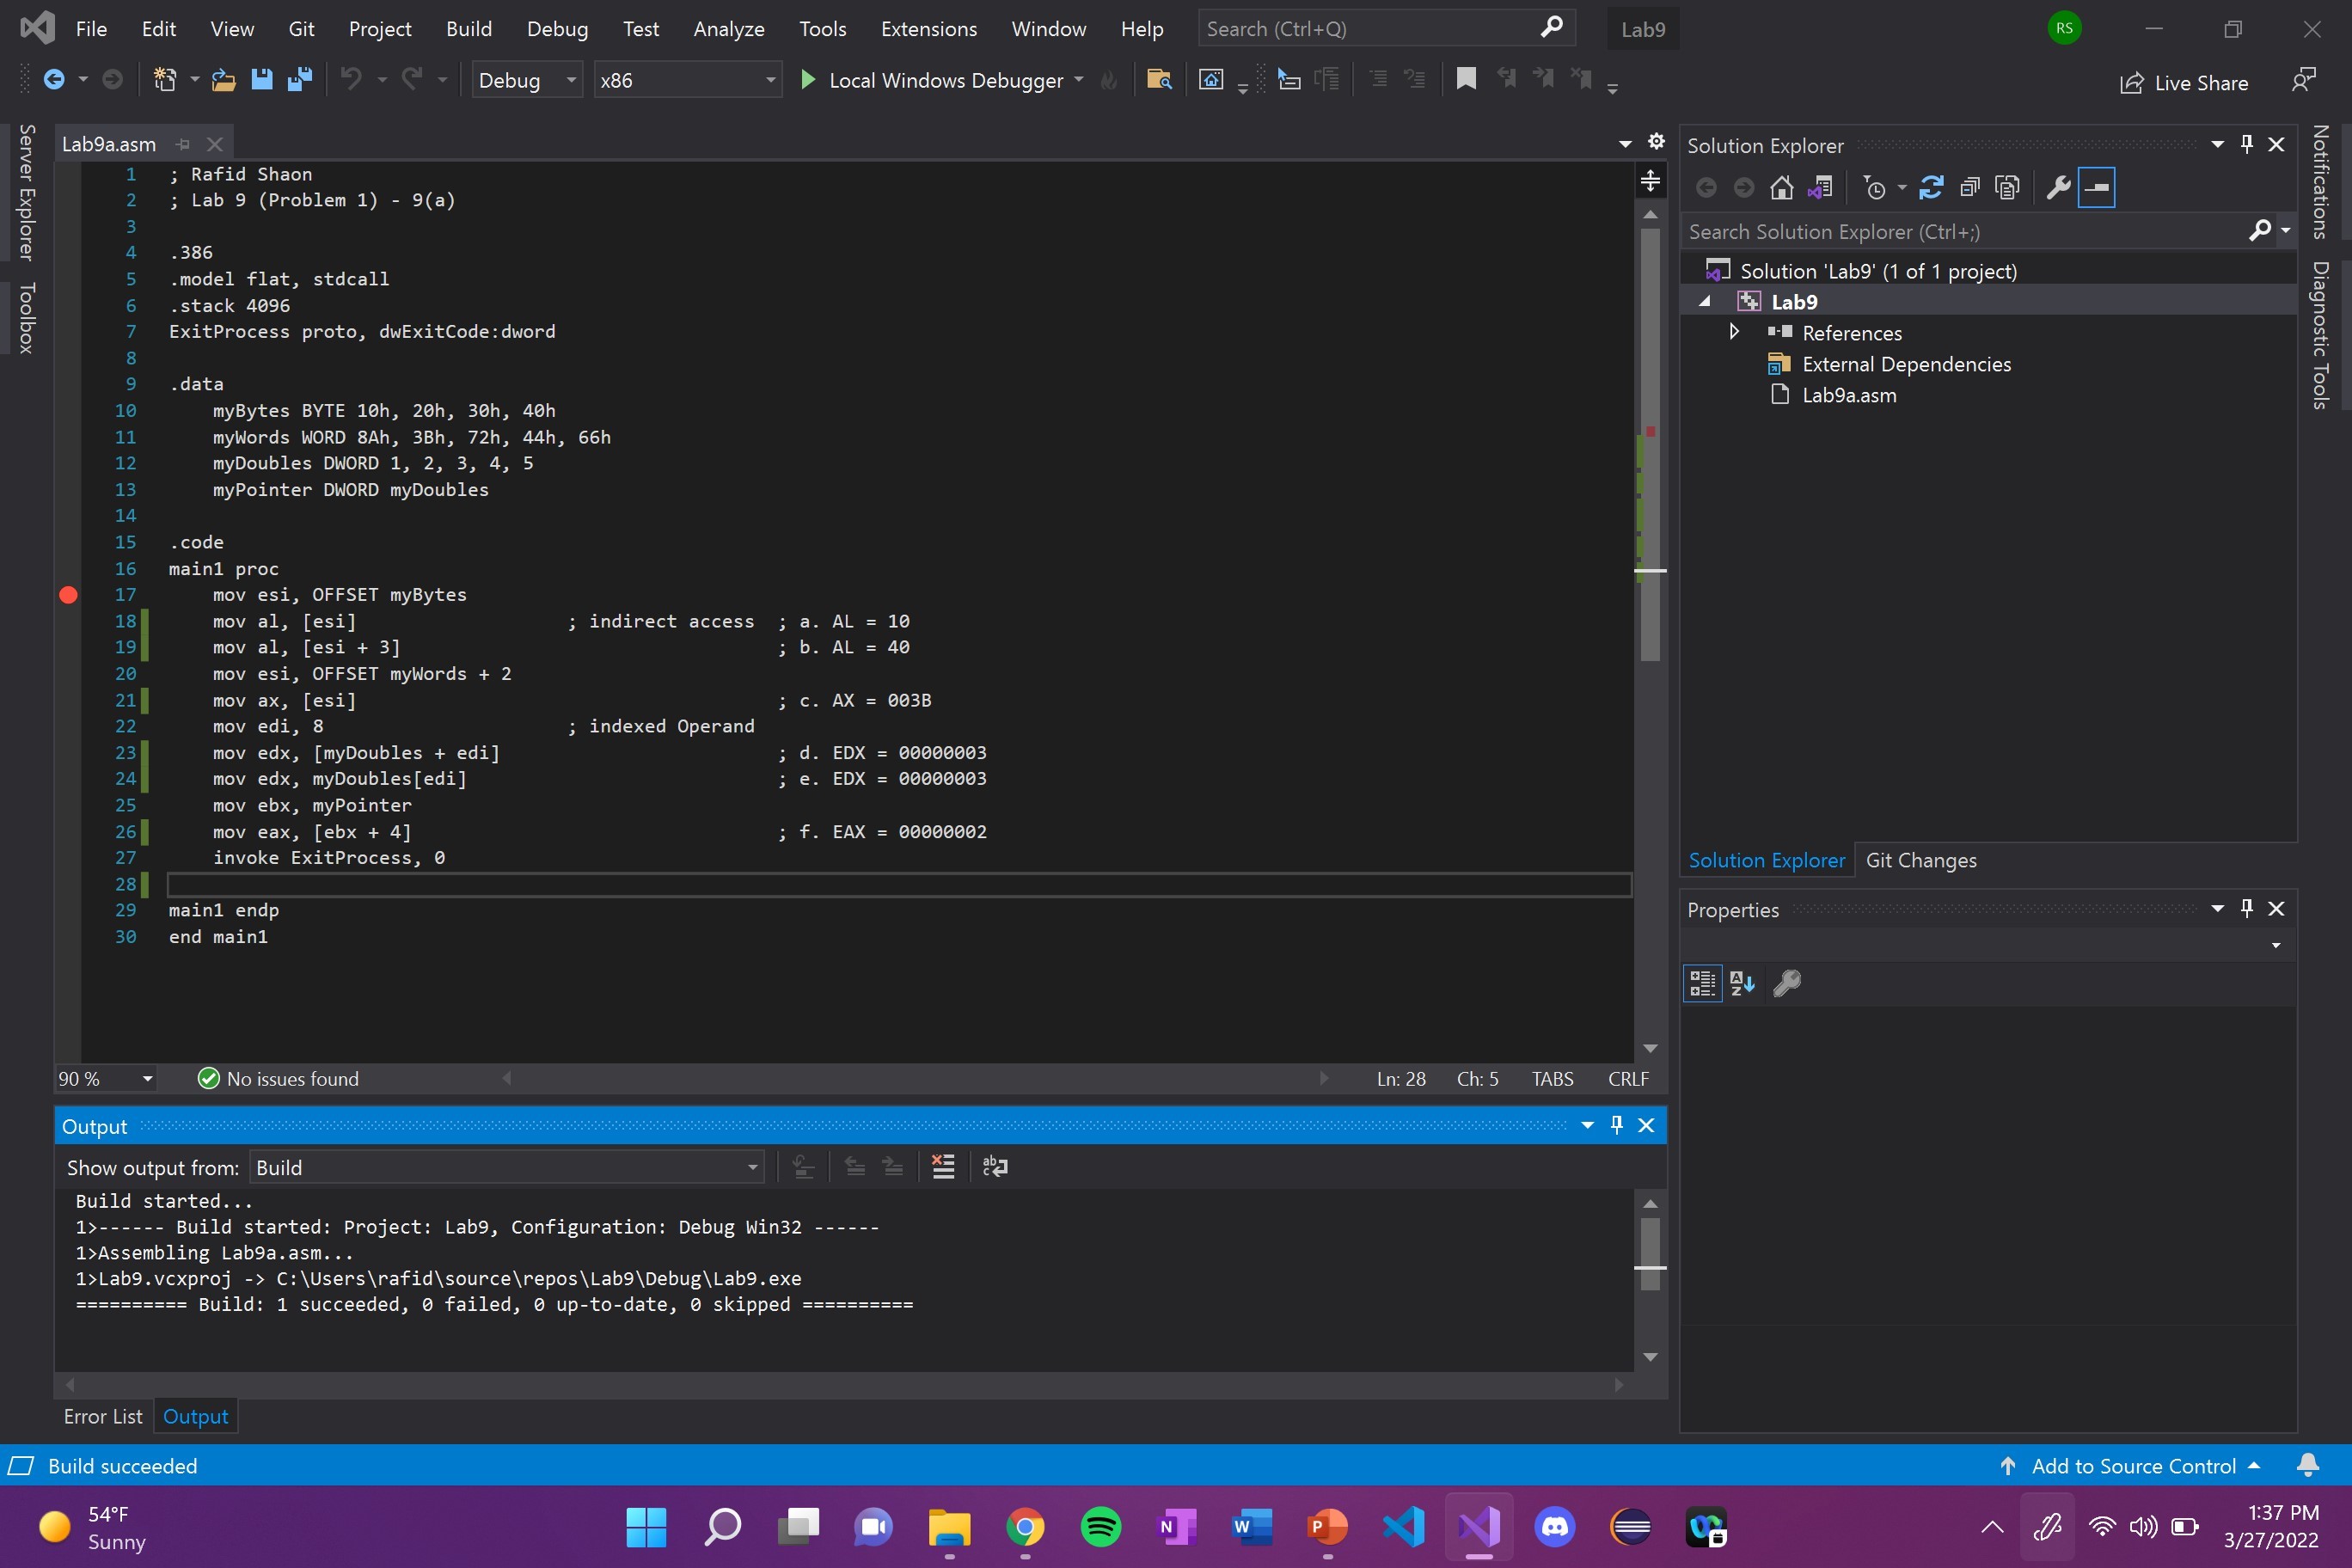 File Edit View Git Project Build Debug Test Analyze Tools Extensions Window Help Search (Ctrl+Q) Lab9 RS
Debug x86 Local Windows Debugger Live Share
Server Explorer
Toolbox
Lab9a.asm
1 ; Rafid Shaon
2 ; Lab 9 (Problem 1) - 9(a)
3
4 .386
5 .model flat, stdcall
6 .stack 4096
7 ExitProcess proto, dwExitCode:dword
8
9 .data
10 myBytes BYTE 10h, 20h, 30h, 40h
11 myWords WORD 8Ah, 3Bh, 72h, 44h, 66h
12 myDoubles DWORD 1, 2, 3, 4, 5
13 myPointer DWORD myDoubles
14
15 .code
16 main1 proc
17 mov esi, OFFSET myBytes
18 mov al, [esi] ; indirect access ; a. AL = 10
19 mov al, [esi + 3] ; b. AL = 40
20 mov esi, OFFSET myWords + 2
21 mov ax, [esi] ; c. AX = 003B
22 mov edi, 8 ; indexed Operand
23 mov edx, [myDoubles + edi] ; d. EDX = 00000003
24 mov edx, myDoubles[edi] ; e. EDX = 00000003
25 mov ebx, myPointer
26 mov eax, [ebx + 4] ; f. EAX = 00000002
27 invoke ExitProcess, 0
28
29 main1 endp
30 end main1
90 % No issues found Ln: 28 Ch: 5 TABS CRLF
Output
Show output from: Build
Build started...
1>------ Build started: Project: Lab9, Configuration: Debug Win32 ------
1>Assembling Lab9a.asm...
1>Lab9.vcxproj -> C:\Users\rafid\source\repos\Lab9\Debug\Lab9.exe
========== Build: 1 succeeded, 0 failed, 0 up-to-date, 0 skipped ==========
Error List Output
Solution Explorer
Search Solution Explorer (Ctrl+;)
Solution 'Lab9' (1 of 1 project)
Lab9
References
External Dependencies
Lab9a.asm
Solution Explorer Git Changes
Properties
Notifications
Diagnostic Tools
Build succeeded Add to Source Control
54°F
Sunny
1:37 PM
3/27/2022